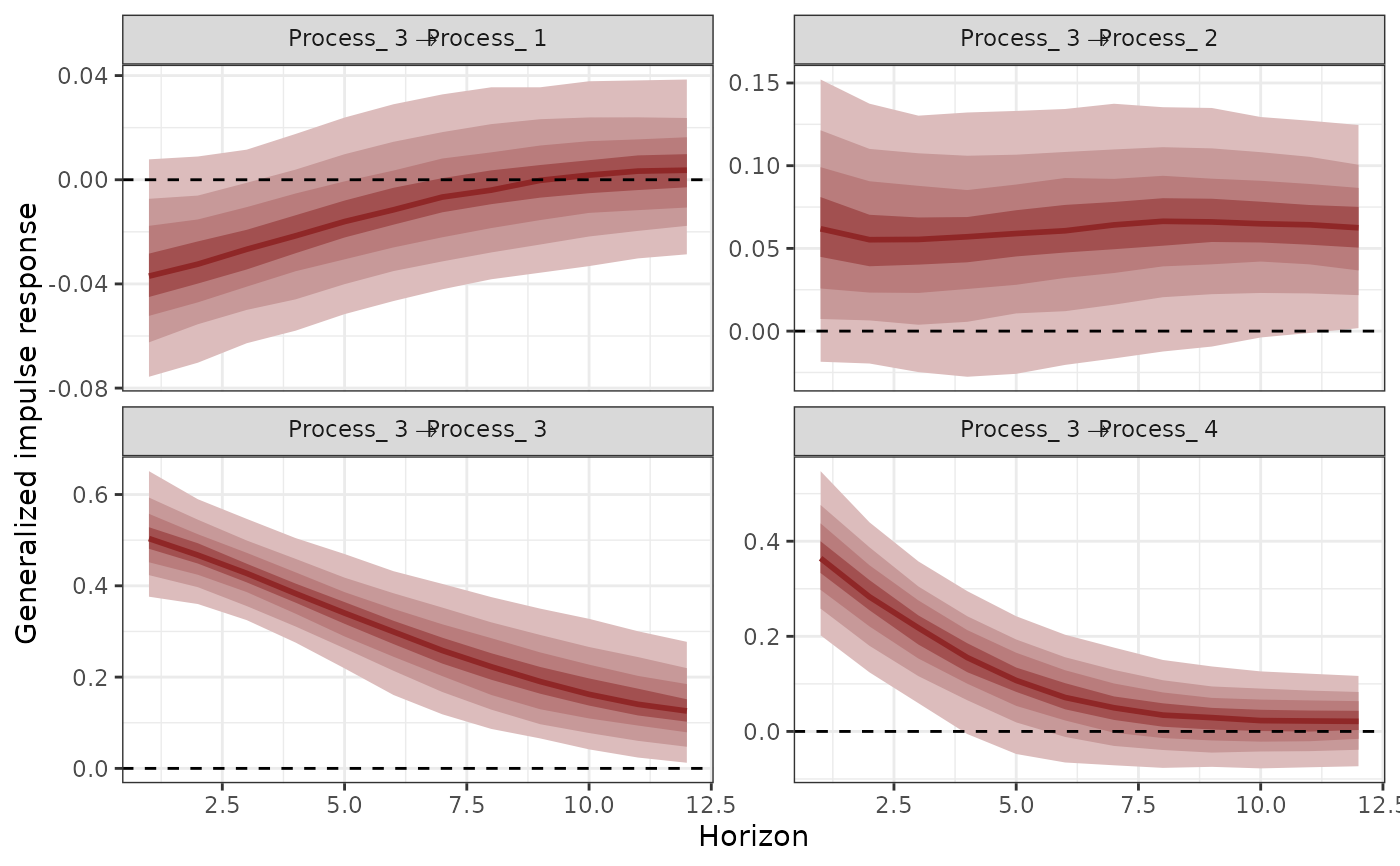 Process_ 3 → Process_ 1
Process_ 3 → Process_ 2
0.04
0.00
-0.04
-0.08
0.15
0.10
0.05
0.00
Generalized impulse response
Process_ 3 → Process_ 3
Process_ 3 → Process_ 4
0.6
0.4
0.2
0.0
0.4
0.2
0.0
2.5 5.0 7.5 10.0 12.5
2.5 5.0 7.5 10.0 12.5
Horizon